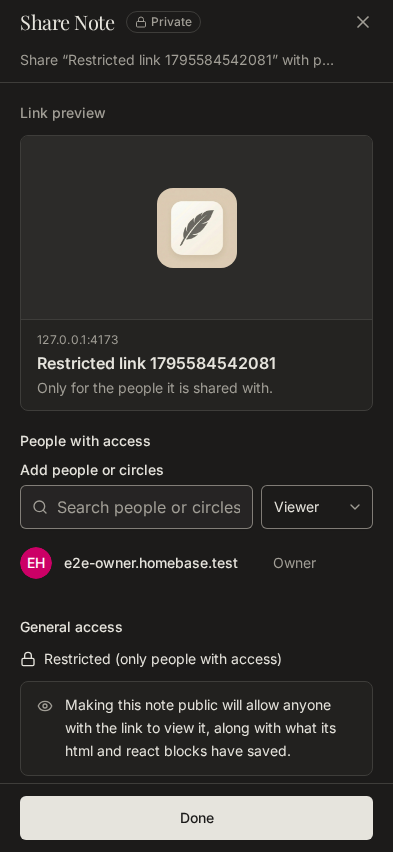 Share Note
Private
Share “Restricted link 1795584542081” with p...
Link preview
127.0.0.1:4173
Restricted link 1795584542081
Only for the people it is shared with.
People with access
Add people or circles
Search people or circles
Viewer
EH
e2e-owner.homebase.test
Owner
General access
Restricted (only people with access)
Making this note public will allow anyone
with the link to view it, along with what its
html and react blocks have saved.
Done